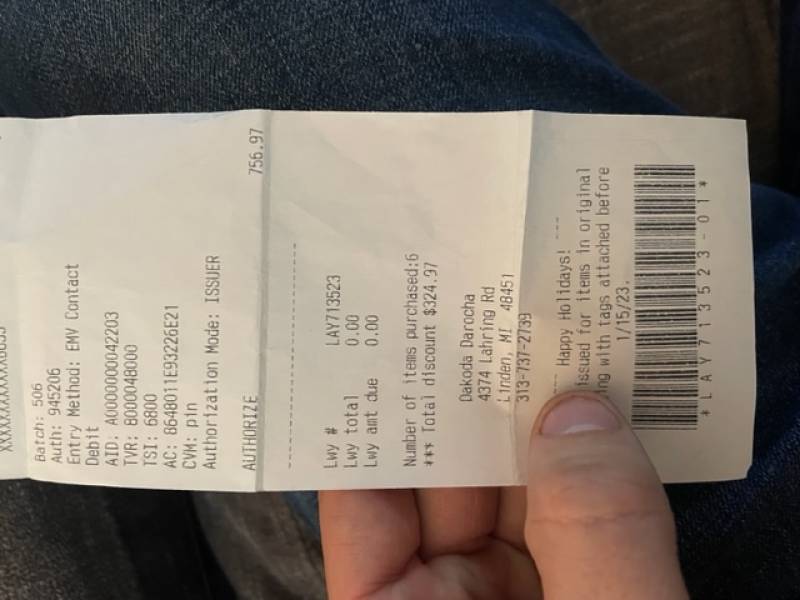 Batch: 506
Auth: 945206
Entry Method: EMV Contact
Debit
AID: A0000000042203
TVR: 8000048000
TSI: 6800
AC: 8648011E93226E21
CVM: pin
Authorization Mode: ISSUER
AUTHORIZE 756.97
--------------------------
Lwy # LAY713523
Lwy total 0.00
Lwy amt due 0.00
Number of items purchased:6
*** Total discount $324.97
Dakoda Darocha
4374 Lahring Rd
Linden, MI 48451
313-737-2739
--- Happy Holidays! ---
issued for items in original
ng with tags attached before
1/15/23.
*LAY713523-01*